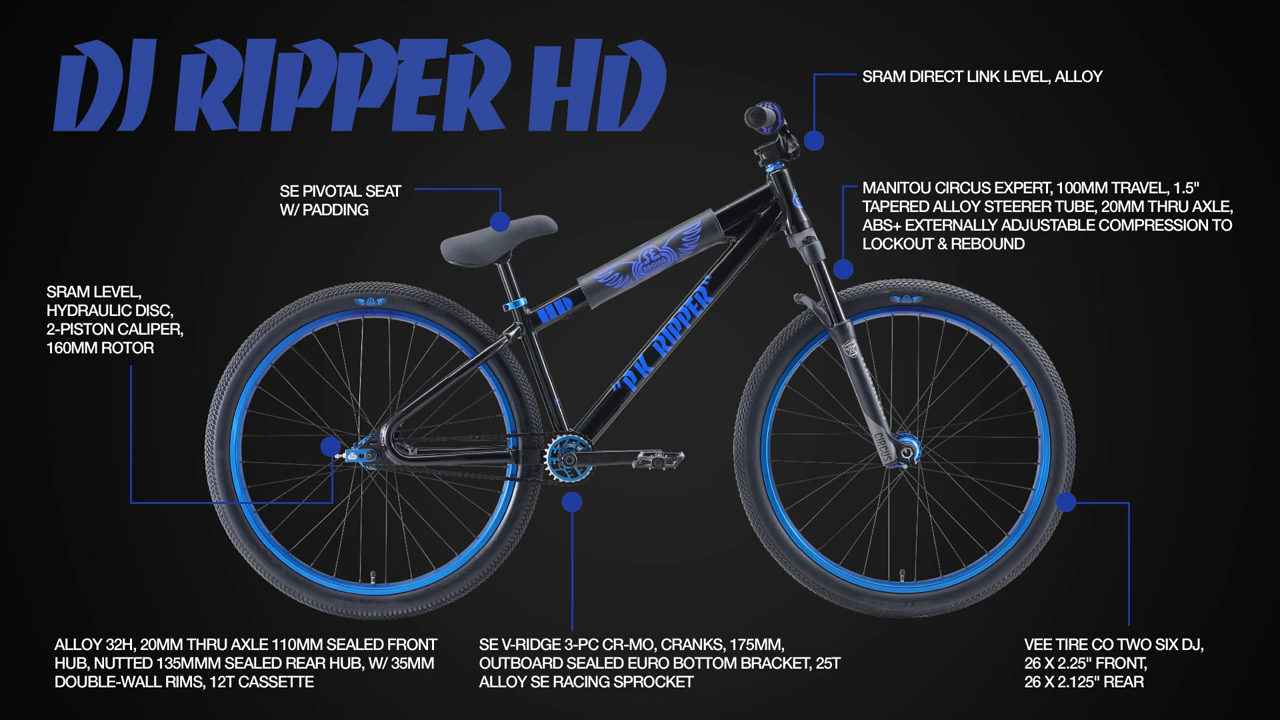 DJ RIPPER HD
SRAM DIRECT LINK LEVEL, ALLOY
SE PIVOTAL SEAT
W/ PADDING
MANITOU CIRCUS EXPERT, 100MM TRAVEL, 1.5"
TAPERED ALLOY STEERER TUBE, 20MM THRU AXLE,
ABS+ EXTERNALLY ADJUSTABLE COMPRESSION TO
LOCKOUT & REBOUND
SRAM LEVEL,
HYDRAULIC DISC,
2-PISTON CALIPER,
160MM ROTOR
SE
HD
"PK RIPPER"
CIRCUS
ALLOY 32H, 20MM THRU AXLE 110MM SEALED FRONT
HUB, NUTTED 135MMM SEALED REAR HUB, W/ 35MM
DOUBLE-WALL RIMS, 12T CASSETTE
SE V-RIDGE 3-PC CR-MO, CRANKS, 175MM,
OUTBOARD SEALED EURO BOTTOM BRACKET, 25T
ALLOY SE RACING SPROCKET
VEE TIRE CO TWO SIX DJ,
26 X 2.25" FRONT,
26 X 2.125" REAR